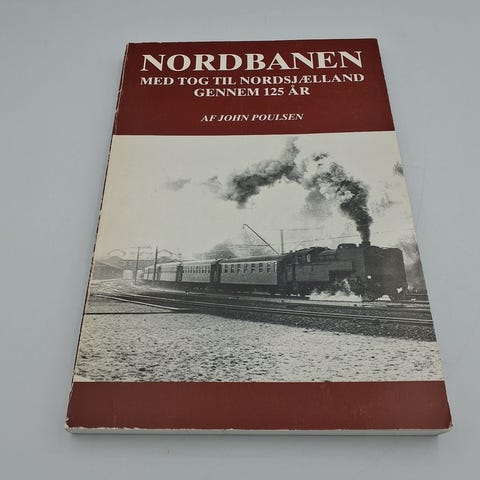 NORDBANEN
MED TOG TIL NORDSJÆLLAND
GENNEM 125 ÅR
AF JOHN POULSEN